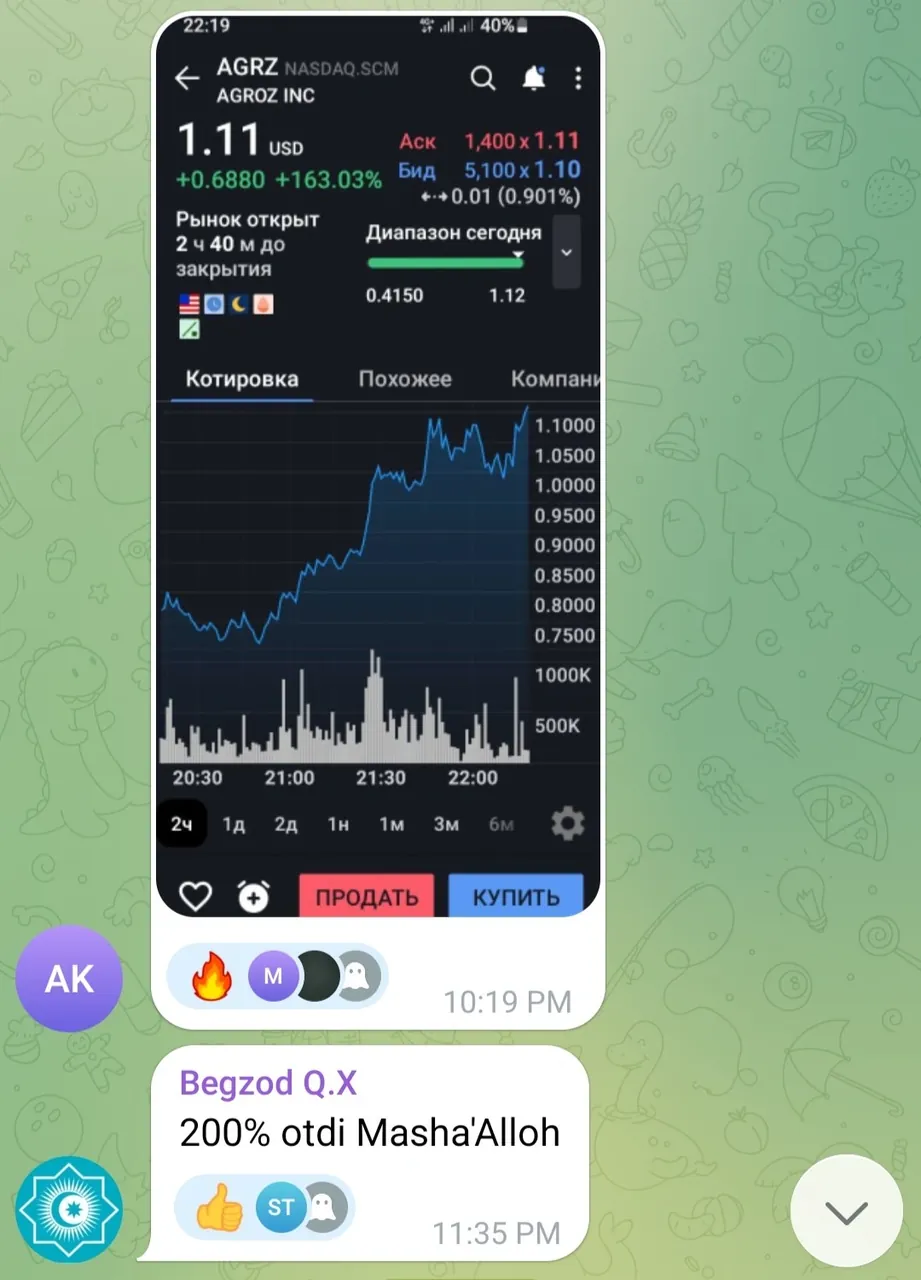 22:19
4G+ 40%
AGRZ NASDAQ.SCM
AGROZ INC
1.11 USD
+0.6880 +163.03%
Аск 1,400 x 1.11
Бид 5,100 x 1.10
0.01 (0.901%)
Рынок открыт
2 ч 40 м до
закрытия
Диапазон сегодня
0.4150 1.12
Котировка Похожее Компани
1.1000
1.0500
1.0000
0.9500
0.9000
0.8500
0.8000
0.7500
1000K
500K
20:30 21:00 21:30 22:00
2ч 1д 2д 1н 1м 3м 6м
ПРОДАТЬ КУПИТЬ
AK
M
10:19 PM
Begzod Q.X
200% otdi Masha'Alloh
ST
11:35 PM